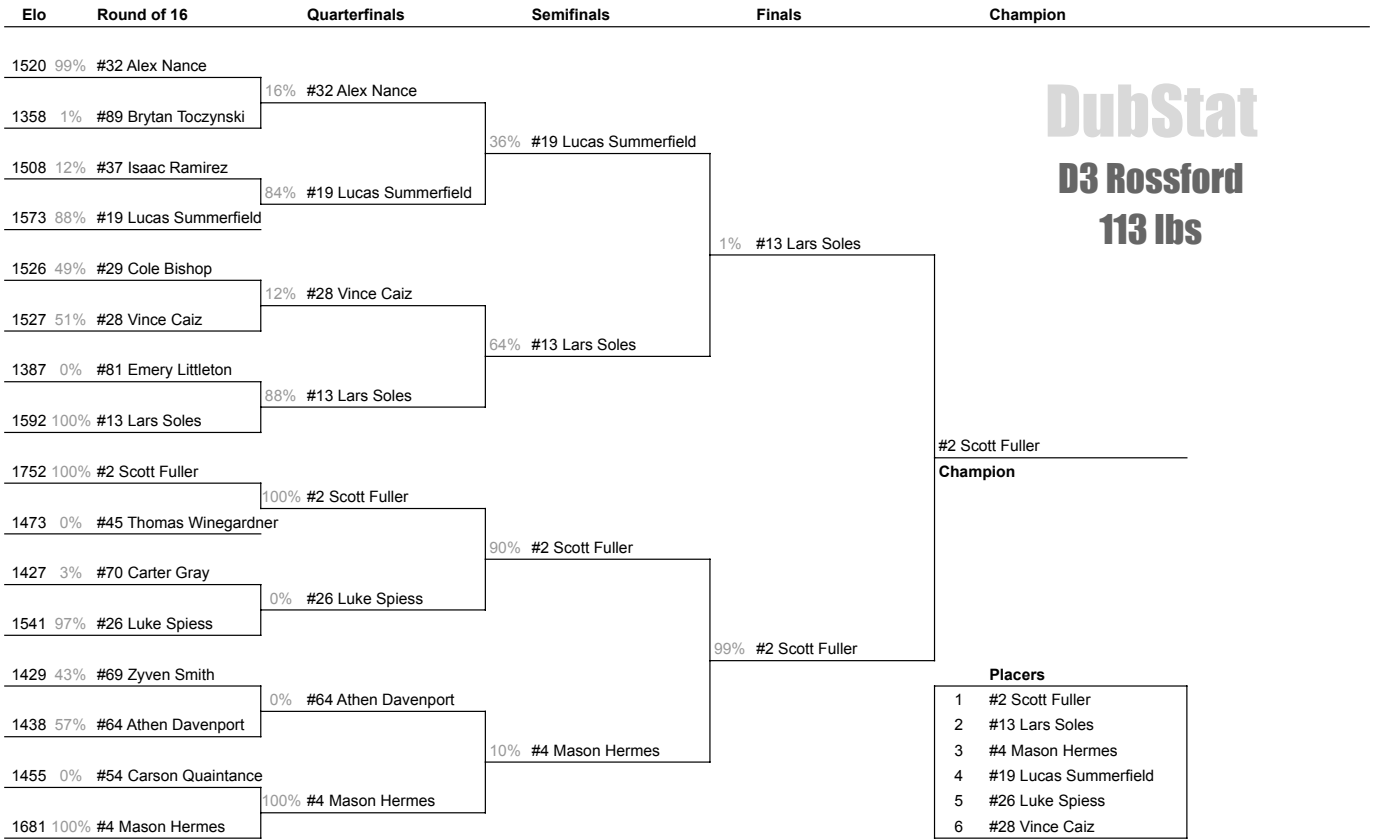 Elo Round of 16 Quarterfinals Semifinals Finals Champion
1520 99% #32 Alex Nance
16% #32 Alex Nance
DubStat
1358 1% #89 Brytan Toczynski
36% #19 Lucas Summerfield
1508 12% #37 Isaac Ramirez
D3 Rossford
84% #19 Lucas Summerfield
1573 88% #19 Lucas Summerfield
113 lbs
1% #13 Lars Soles
1526 49% #29 Cole Bishop
12% #28 Vince Caiz
1527 51% #28 Vince Caiz
64% #13 Lars Soles
1387 0% #81 Emery Littleton
88% #13 Lars Soles
1592 100% #13 Lars Soles
#2 Scott Fuller
1752 100% #2 Scott Fuller
Champion
100% #2 Scott Fuller
1473 0% #45 Thomas Winegardner
90% #2 Scott Fuller
1427 3% #70 Carter Gray
0% #26 Luke Spiess
1541 97% #26 Luke Spiess
99% #2 Scott Fuller
1429 43% #69 Zyven Smith
Placers
0% #64 Athen Davenport
1 #2 Scott Fuller
1438 57% #64 Athen Davenport
2 #13 Lars Soles
10% #4 Mason Hermes
3 #4 Mason Hermes
1455 0% #54 Carson Quaintance
4 #19 Lucas Summerfield
100% #4 Mason Hermes
5 #26 Luke Spiess
1681 100% #4 Mason Hermes
6 #28 Vince Caiz